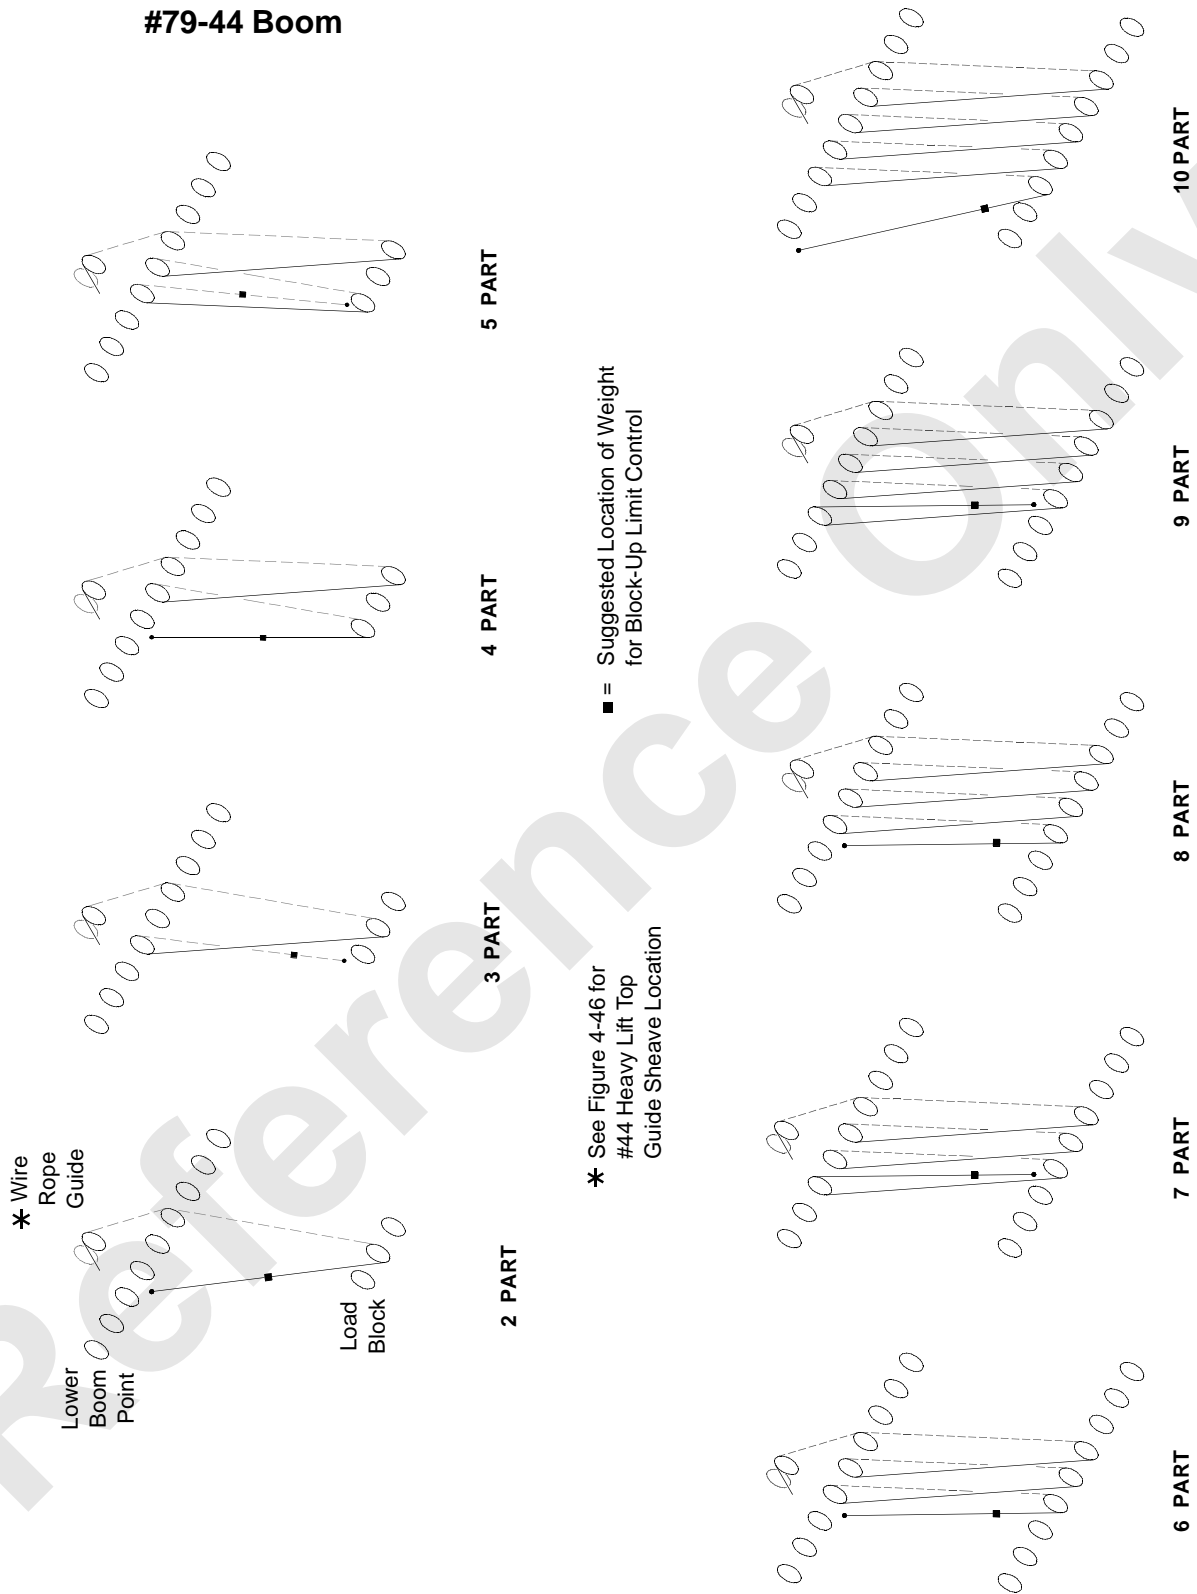 #79-44 Boom
✱ Wire
Rope
Guide
Lower
Boom
Point
Load
Block
2 PART
3 PART
4 PART
5 PART
✱ See Figure 4-46 for
#44 Heavy Lift Top
Guide Sheave Location
■ = Suggested Location of Weight
for Block-Up Limit Control
6 PART
7 PART
8 PART
9 PART
10 PART
Reference Only